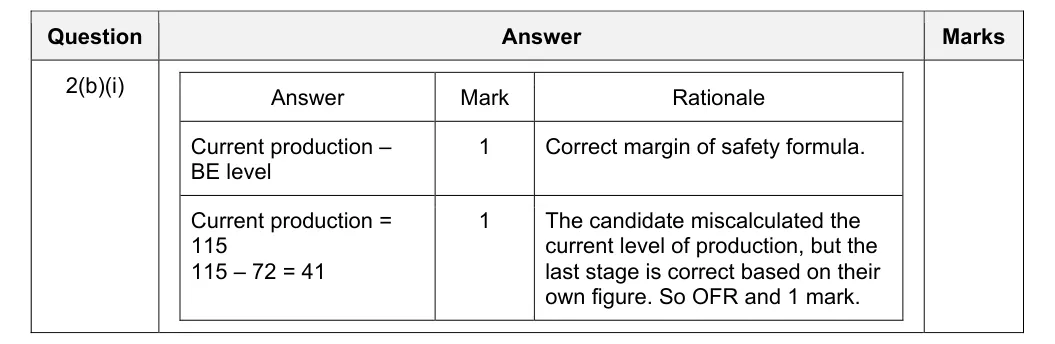 Question Answer Marks
2(b)(i)
Answer Mark Rationale
Current production – 1 Correct margin of safety formula.
BE level
Current production = 1 The candidate miscalculated the
115 current level of production, but the
115 – 72 = 41 last stage is correct based on their
own figure. So OFR and 1 mark.